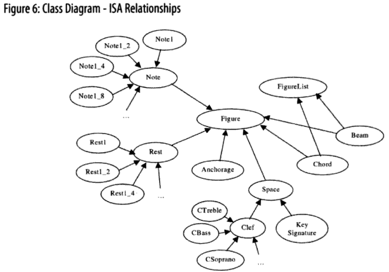 Figure 6: Class Diagram - ISA Relationships
Note1_2
Note1
Note1_4
Note
Note1_8
...
FigureList
Figure
Beam
Rest1
Rest
Chord
Rest1_2
Anchorage
Rest1_4
...
Space
CTreble
Clef
Key
Signature
CBass
CSoprano
...